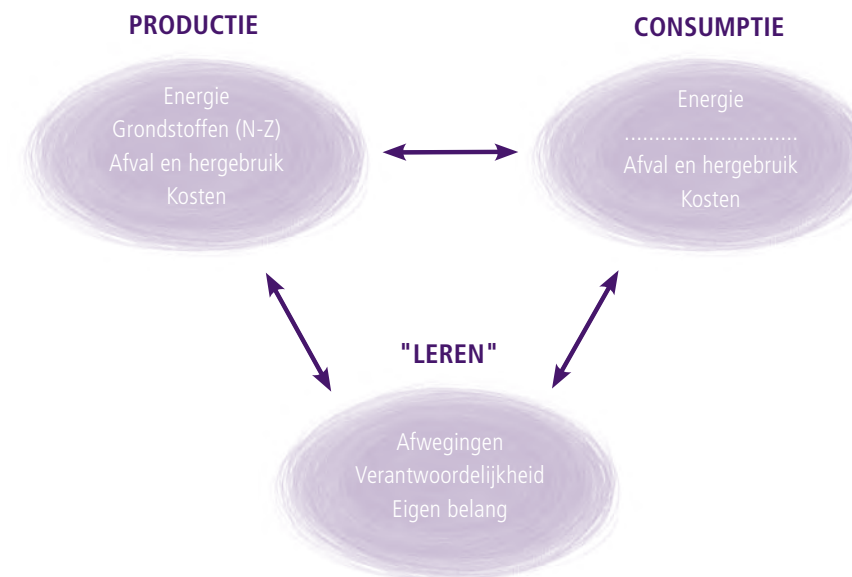 PRODUCTIE
Energie
Grondstoffen (N-Z)
Afval en hergebruik
Kosten
CONSUMPTIE
Energie
.............................
Afval en hergebruik
Kosten
"LEREN"
Afwegingen
Verantwoordelijkheid
Eigen belang